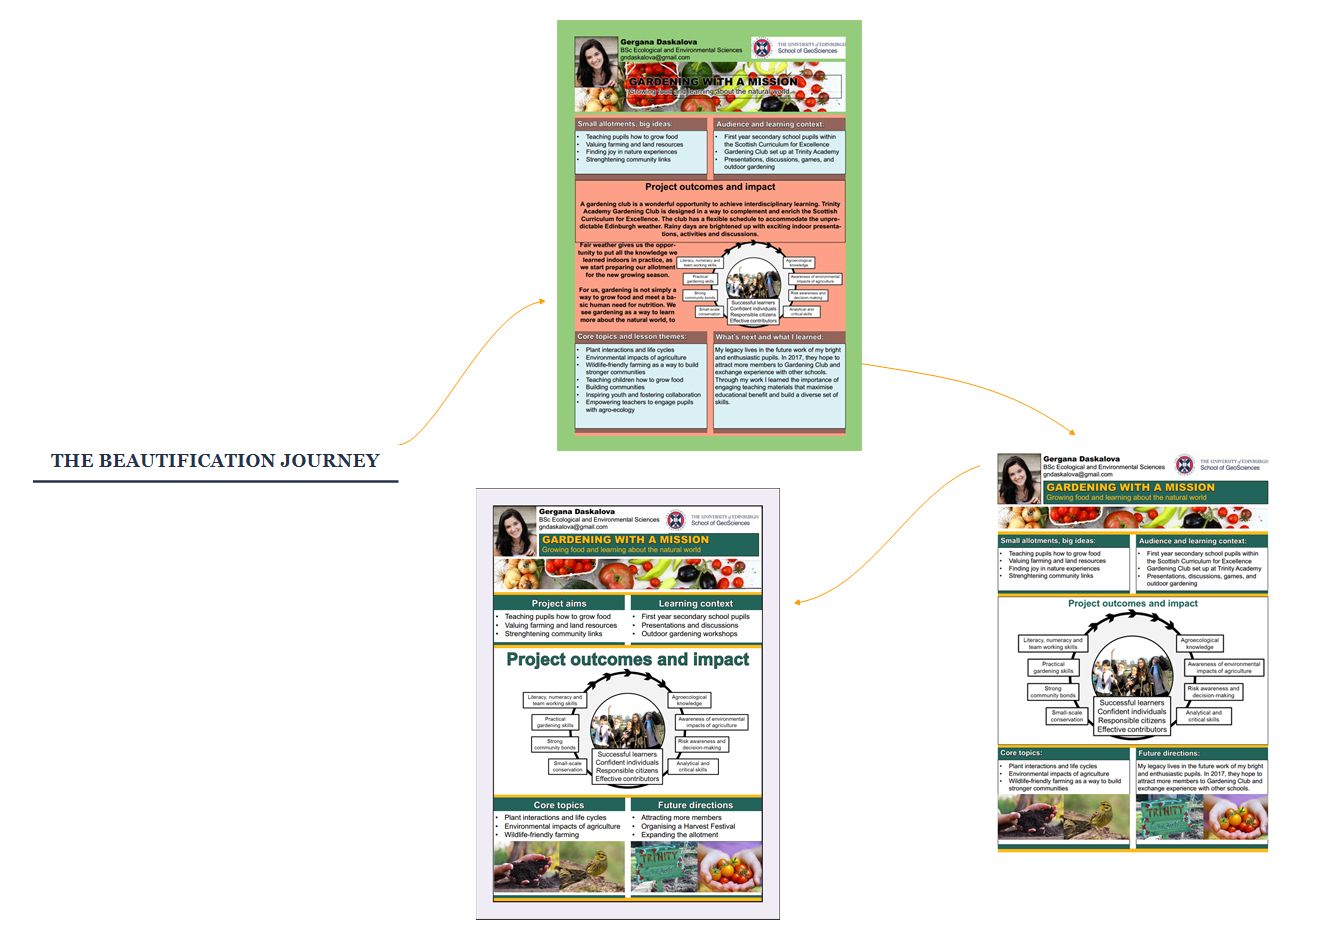 THE BEAUTIFICATION JOURNEY
Gergana Daskalova
BSc Ecological and Environmental Sciences
gndaskalova@gmail.com
THE UNIVERSITY of EDINBURGH
School of GeoSciences
GARDENING WITH A MISSION
Growing food and learning about the natural world
Small allotments, big ideas:
• Teaching pupils how to grow food
• Valuing farming and land resources
• Finding joy in nature experiences
• Strenghtening community links
Audience and learning context:
• First year secondary school pupils within
the Scottish Curriculum for Excellence
• Gardening Club set up at Trinity Academy
• Presentations, discussions, games, and
outdoor gardening
Project outcomes and impact
A gardening club is a wonderful opportunity to achieve interdisciplinary learning. Trinity
Academy Gardening Club is designed in a way to complement and enrich the Scottish
Curriculum for Excellence. The club has a flexible schedule to accommodate the unpre-
dictable Edinburgh weather. Rainy days are brightened up with exciting indoor presenta-
tions, activities and discussions.
Fair weather gives us the oppor-
tunity to put all the knowledge we
learned indoors in practice, as
we start preparing our allotment
for the new growing season.
For us, gardening is not simply a
way to grow food and meet a ba-
sic human need for nutrition. We
see gardening as a way to learn
more about the natural world, to
Literacy, numeracy and
team working skills
Practical
gardening skills
Strong
community bonds
Small-scale
conservation
Agroecological
knowledge
Awareness of environmental
impacts of agriculture
Risk awareness and
decision-making
Analytical and
critical skills
Successful learners
Confident individuals
Responsible citizens
Effective contributors
Core topics and lesson themes:
• Plant interactions and life cycles
• Environmental impacts of agriculture
• Wildlife-friendly farming as a way to build
stronger communities
• Teaching children how to grow food
• Building communities
• Inspiring youth and fostering collaboration
• Empowering teachers to engage pupils
with agro-ecology
What's next and what I learned:
My legacy lives in the future work of my bright
and enthusiastic pupils. In 2017, they hope to
attract more members to Gardening Club and
exchange experience with other schools.
Through my work I learned the importance of
engaging teaching materials that maximise
educational benefit and build a diverse set of
skills.
Gergana Daskalova
BSc Ecological and Environmental Sciences
gndaskalova@gmail.com
THE UNIVERSITY of EDINBURGH
School of GeoSciences
GARDENING WITH A MISSION
Growing food and learning about the natural world
Small allotments, big ideas:
• Teaching pupils how to grow food
• Valuing farming and land resources
• Finding joy in nature experiences
• Strenghtening community links
Audience and learning context:
• First year secondary school pupils within
the Scottish Curriculum for Excellence
• Gardening Club set up at Trinity Academy
• Presentations, discussions, games, and
outdoor gardening
Project outcomes and impact
Literacy, numeracy and
team working skills
Practical
gardening skills
Strong
community bonds
Small-scale
conservation
Agroecological
knowledge
Awareness of environmental
impacts of agriculture
Risk awareness and
decision-making
Analytical and
critical skills
Successful learners
Confident individuals
Responsible citizens
Effective contributors
Core topics:
• Plant interactions and life cycles
• Environmental impacts of agriculture
• Wildlife-friendly farming as a way to build
stronger communities
Future directions:
My legacy lives in the future work of my bright
and enthusiastic pupils. In 2017, they hope to
attract more members to Gardening Club and
exchange experience with other schools.
TRINITY
Gergana Daskalova
BSc Ecological and Environmental Sciences
gndaskalova@gmail.com
THE UNIVERSITY of EDINBURGH
School of GeoSciences
GARDENING WITH A MISSION
Growing food and learning about the natural world
Project aims
• Teaching pupils how to grow food
• Valuing farming and land resources
• Strenghtening community links
Learning context
• First year secondary school pupils
• Presentations and discussions
• Outdoor gardening workshops
Project outcomes and impact
Literacy, numeracy and
team working skills
Practical
gardening skills
Strong
community bonds
Small-scale
conservation
Agroecological
knowledge
Awareness of environmental
impacts of agriculture
Risk awareness and
decision-making
Analytical and
critical skills
Successful learners
Confident individuals
Responsible citizens
Effective contributors
Core topics
• Plant interactions and life cycles
• Environmental impacts of agriculture
• Wildlife-friendly farming
Future directions
• Attracting more members
• Organising a Harvest Festival
• Expanding the allotment
TRINITY